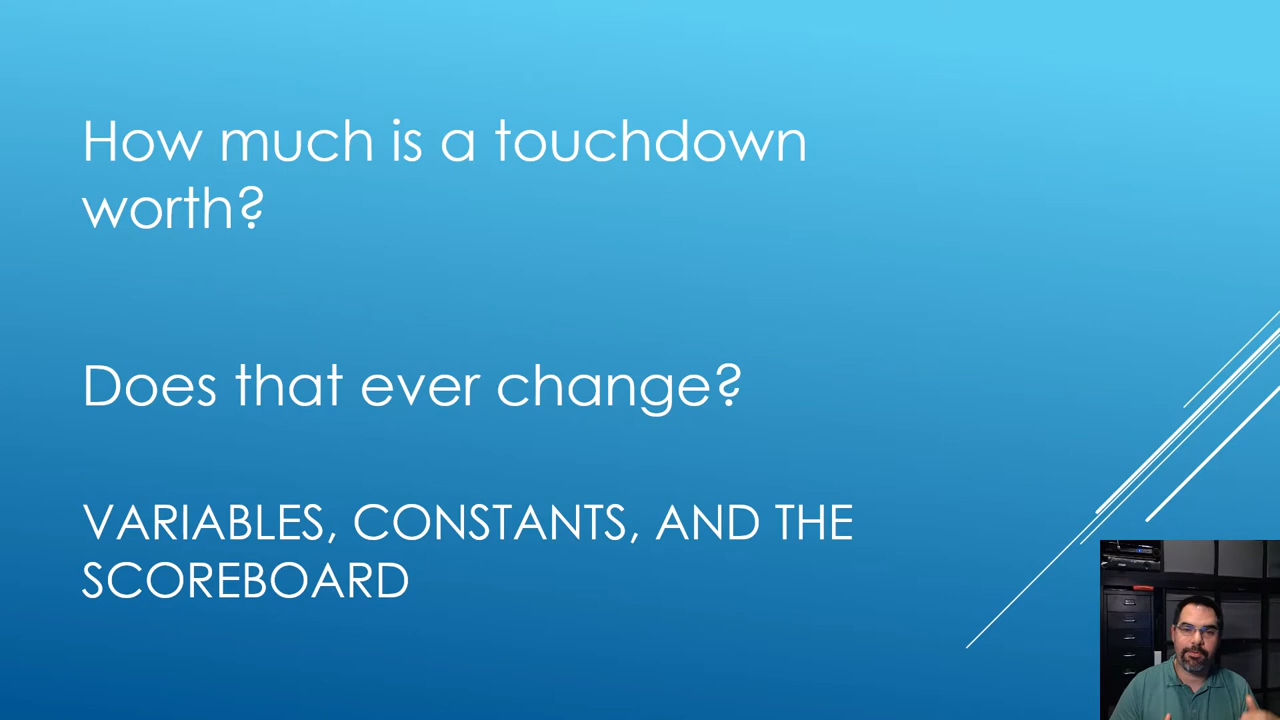 How much is a touchdown
worth?
Does that ever change?
VARIABLES, CONSTANTS, AND THE
SCOREBOARD